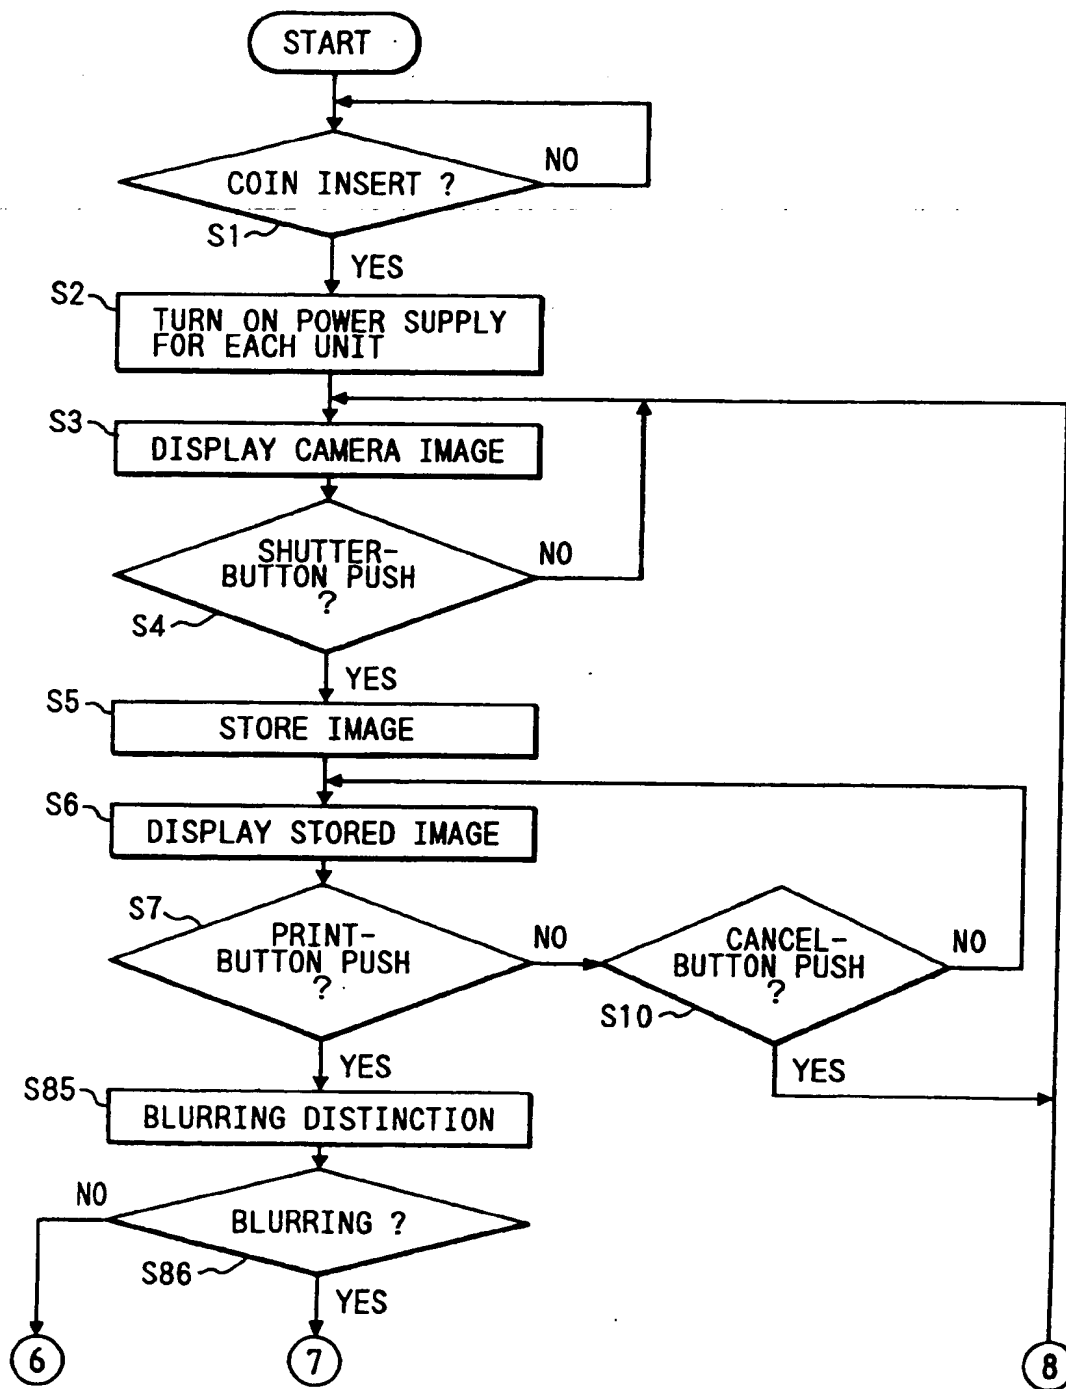 START
COIN INSERT ?
NO
S1
YES
S2
TURN ON POWER SUPPLY
FOR EACH UNIT
S3
DISPLAY CAMERA IMAGE
SHUTTER-
BUTTON PUSH
?
NO
S4
YES
S5
STORE IMAGE
S6
DISPLAY STORED IMAGE
S7
PRINT-
BUTTON PUSH
?
NO
CANCEL-
BUTTON PUSH
?
NO
S10
YES
YES
S85
BLURRING DISTINCTION
NO
BLURRING ?
S86
YES
6
7
8